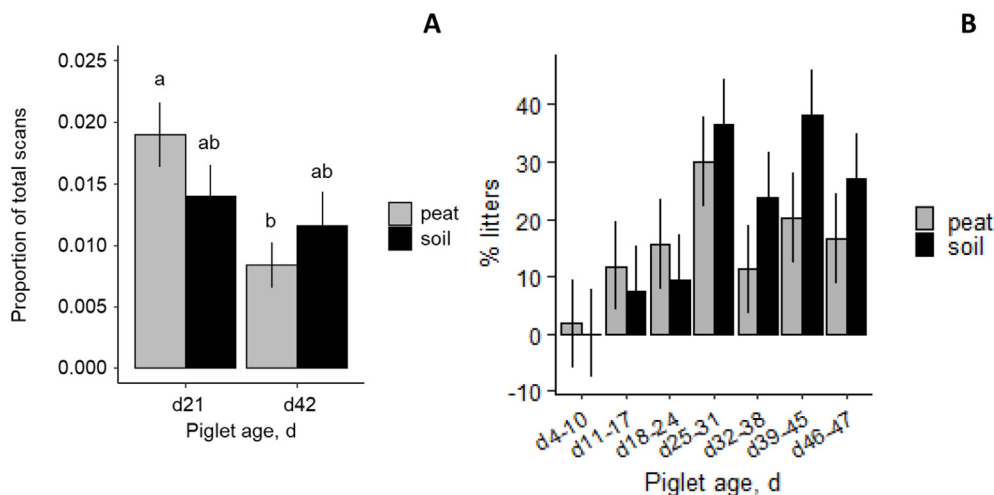 A
Proportion of total scans
0.025
0.020
0.015
0.010
0.005
0.000
a
ab
b
ab
d21
d42
Piglet age, d
peat
soil
B
% litters
40
30
20
10
0
-10
d4-10
d11-17
d18-24
d25-31
d32-38
d39-45
d46-47
Piglet age, d
peat
soil